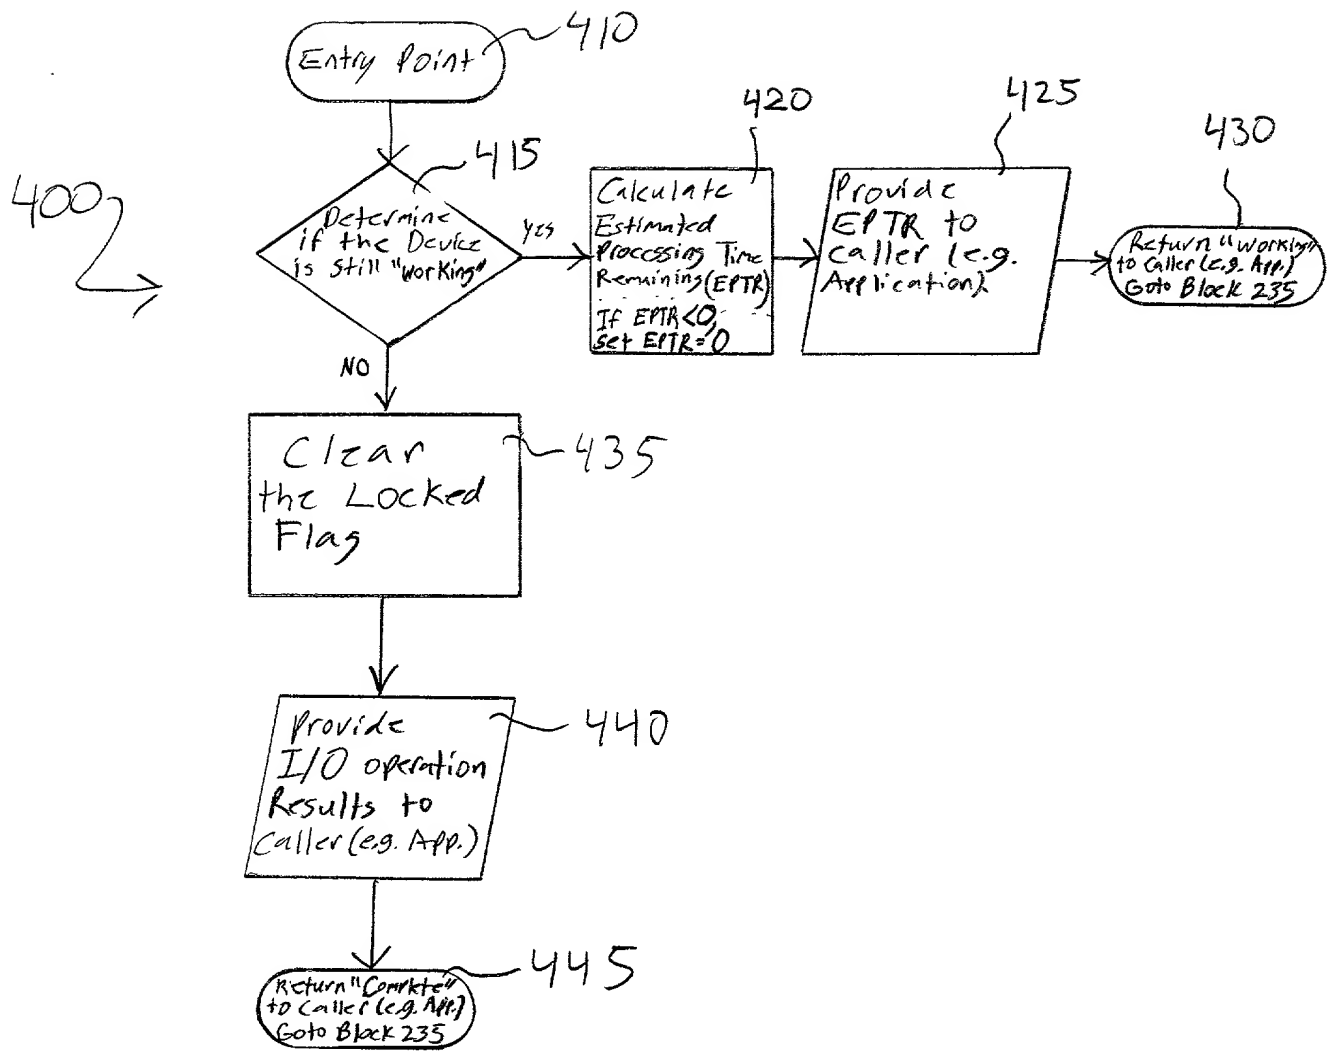 410
Entry Point
415
400
Determine
if the Device
is still "working"
YES
420
Calculate
Estimated
Processing Time
Remaining (EPTR)
If EPTR<0,
set EPTR=0
425
Provide
EPTR to
caller (e.g.
Application).
430
Return "working"
to caller (e.g. App.)
Goto Block 235
NO
435
Clear
the Locked
Flag
440
Provide
I/O operation
Results to
Caller (e.g. App.)
445
Return "Complete"
to caller (e.g. App.)
Goto Block 235